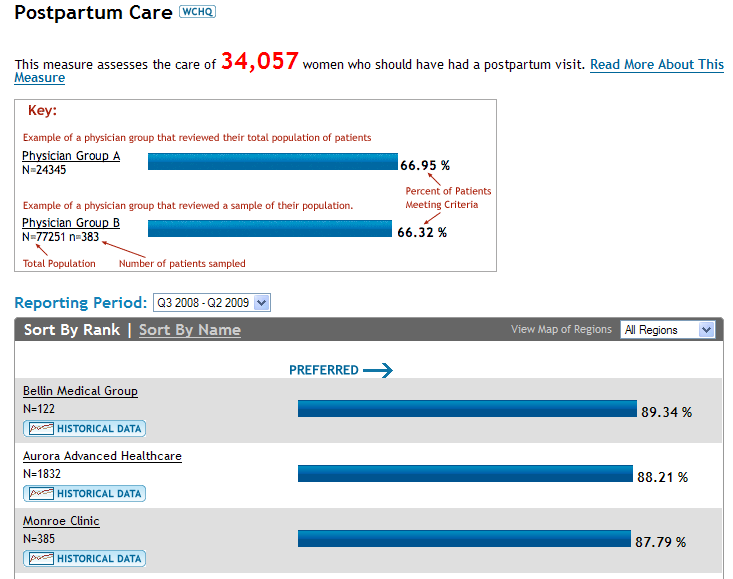 Postpartum Care WCHQ
This measure assesses the care of 34,057 women who should have had a postpartum visit. Read More About This
Measure
Key:
Example of a physician group that reviewed their total population of patients
Physician Group A
N=24345
66.95 %
Percent of Patients
Meeting Criteria
Example of a physician group that reviewed a sample of their population.
Physician Group B
N=77251 n=383
66.32 %
Total Population
Number of patients sampled
Reporting Period: Q3 2008 - Q2 2009
Sort By Rank | Sort By Name
View Map of Regions All Regions
PREFERRED
Bellin Medical Group
N=122
89.34 %
HISTORICAL DATA
Aurora Advanced Healthcare
N=1832
88.21 %
HISTORICAL DATA
Monroe Clinic
N=385
87.79 %
HISTORICAL DATA